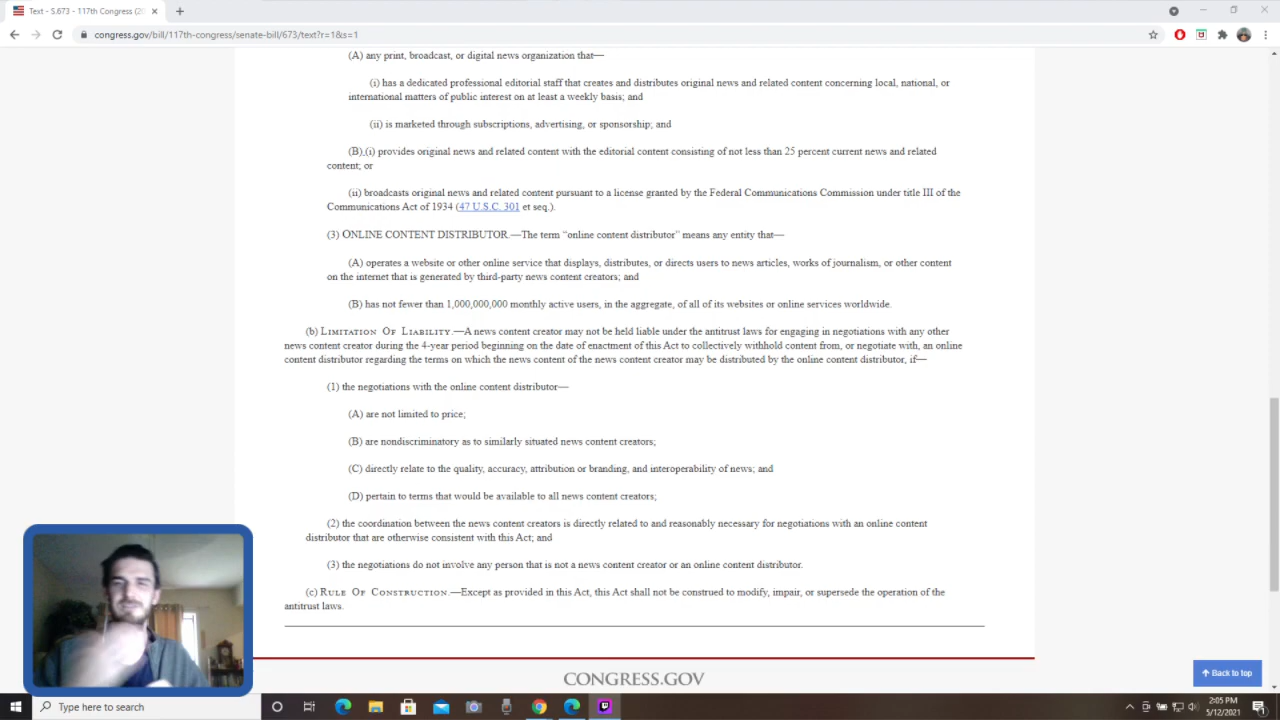 Text - S.673 - 117th Congress (20
congress.gov/bill/117th-congress/senate-bill/673/text?r=1&s=1
(A) any print, broadcast, or digital news organization that—
(i) has a dedicated professional editorial staff that creates and distributes original news and related content concerning local, national, or
international matters of public interest on at least a weekly basis; and
(ii) is marketed through subscriptions, advertising, or sponsorship; and
(B) (i) provides original news and related content with the editorial content consisting of not less than 25 percent current news and related
content; or
(ii) broadcasts original news and related content pursuant to a license granted by the Federal Communications Commission under title III of the
Communications Act of 1934 (47 U.S.C. 301 et seq.).
(3) ONLINE CONTENT DISTRIBUTOR.—The term “online content distributor” means any entity that—
(A) operates a website or other online service that displays, distributes, or directs users to news articles, works of journalism, or other content
on the internet that is generated by third-party news content creators; and
(B) has not fewer than 1,000,000,000 monthly active users, in the aggregate, of all of its websites or online services worldwide.
(b) LIMITATION OF LIABILITY.—A news content creator may not be held liable under the antitrust laws for engaging in negotiations with any other
news content creator during the 4-year period beginning on the date of enactment of this Act to collectively withhold content from, or negotiate with, an online
content distributor regarding the terms on which the news content of the news content creator may be distributed by the online content distributor, if—
(1) the negotiations with the online content distributor—
(A) are not limited to price;
(B) are nondiscriminatory as to similarly situated news content creators;
(C) directly relate to the quality, accuracy, attribution or branding, and interoperability of news; and
(D) pertain to terms that would be available to all news content creators;
(2) the coordination between the news content creators is directly related to and reasonably necessary for negotiations with an online content
distributor that are otherwise consistent with this Act; and
(3) the negotiations do not involve any person that is not a news content creator or an online content distributor.
(c) RULE OF CONSTRUCTION.—Except as provided in this Act, this Act shall not be construed to modify, impair, or supersede the operation of the
antitrust laws.
CONGRESS.GOV
Back to top
Type here to search
2:05 PM
5/12/2021